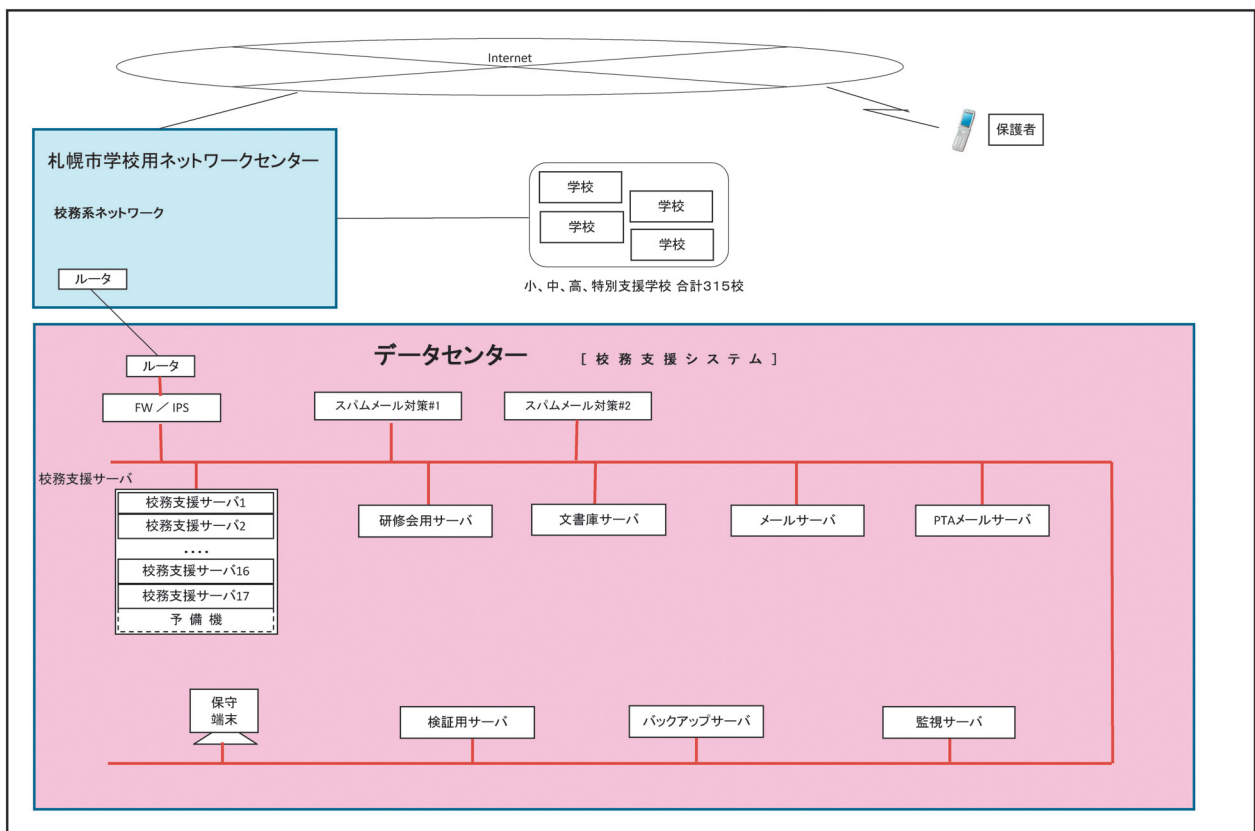 Internet
保護者
札幌市学校用ネットワークセンター
校務系ネットワーク
ルータ
学校
学校
学校
学校
小、中、高、特別支援学校 合計315校
データセンター [校務支援システム]
ルータ
FW / IPS
スパムメール対策#1
スパムメール対策#2
校務支援サーバ
校務支援サーバ1
校務支援サーバ2
....
校務支援サーバ16
校務支援サーバ17
予備機
研修会用サーバ
文書庫サーバ
メールサーバ
PTAメールサーバ
保守
端末
検証用サーバ
バックアップサーバ
監視サーバ